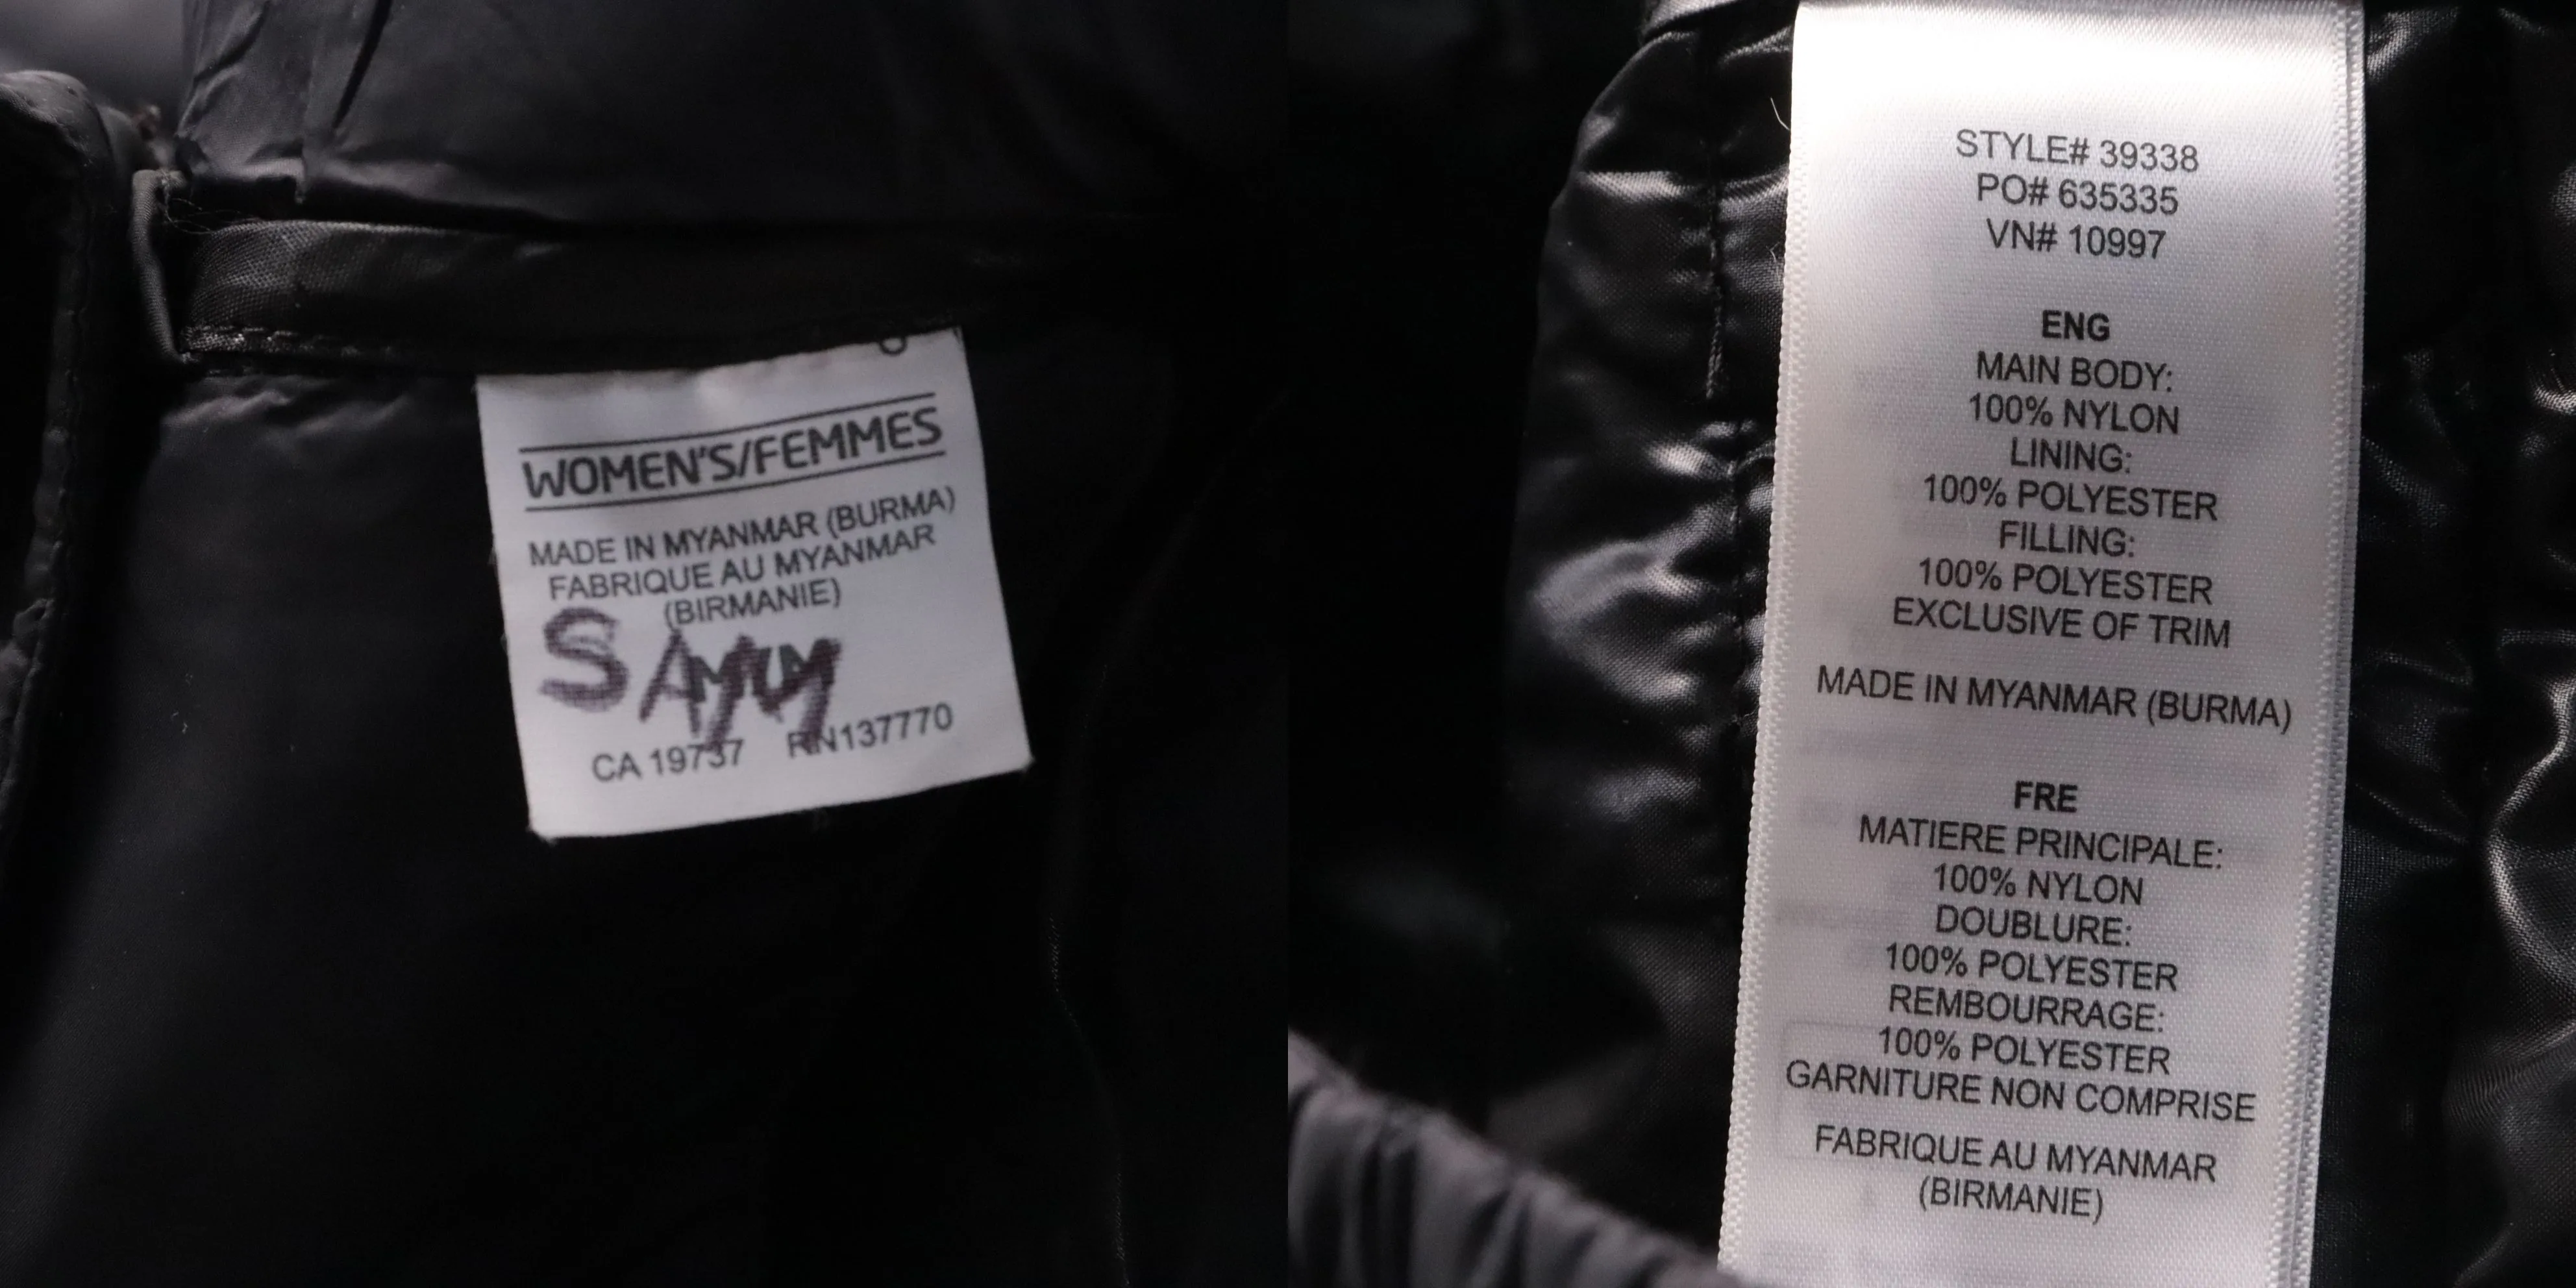 WOMEN'S/FEMMES
MADE IN MYANMAR (BURMA)
FABRIQUE AU MYANMAR
(BIRMANIE)
CA 19737 RN137770
STYLE# 39338
PO# 635335
VN# 10997
ENG
MAIN BODY:
100% NYLON
LINING:
100% POLYESTER
FILLING:
100% POLYESTER
EXCLUSIVE OF TRIM
MADE IN MYANMAR (BURMA)
FRE
MATIERE PRINCIPALE:
100% NYLON
DOUBLURE:
100% POLYESTER
REMBOURRAGE:
100% POLYESTER
GARNITURE NON COMPRISE
FABRIQUE AU MYANMAR
(BIRMANIE)